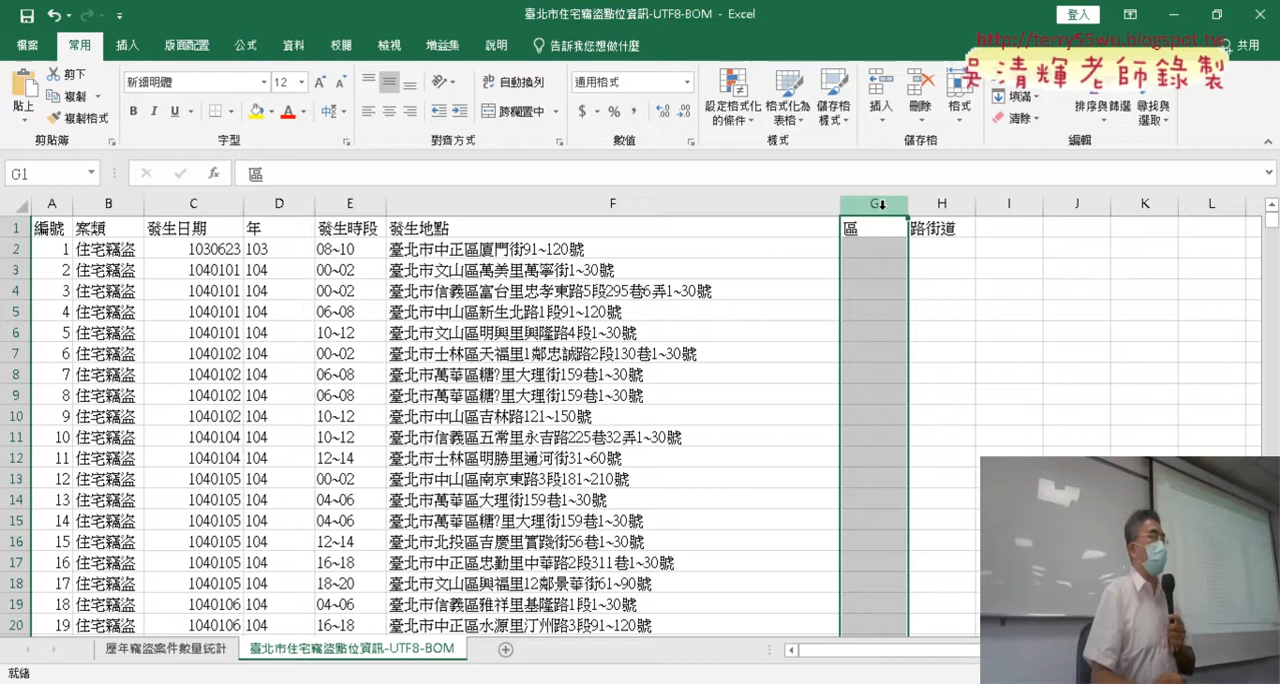 臺北市住宅竊盜點位資訊-UTF8-BOM - Excel
登入
檔案 常用 插入 版面配置 公式 資料 校閱 檢視 增益集 說明 告訴我您想做什麼 共用
http://terry55wu.blogspot.tw
吳清輝老師錄製
貼上 剪下 複製 複製格式 剪貼簿
新細明體 12 B I U 字型
自動換列 跨欄置中 對齊方式
通用格式 $ % , 數值
設定格式化的條件 格式化為表格 儲存格樣式 樣式
插入 刪除 格式 儲存格
填滿 清除 排序與篩選 尋找與選取 編輯
G1 fx 區
A B C D E F G H I J K L
1 編號 案類 發生日期 年 發生時段 發生地點 區 路街道
2 1 住宅竊盜 1030623 103 08~10 臺北市中正區廈門街91~120號
3 2 住宅竊盜 1040101 104 00~02 臺北市文山區萬美里萬寧街1~30號
4 3 住宅竊盜 1040101 104 00~02 臺北市信義區富台里忠孝東路5段295巷6弄1~30號
5 4 住宅竊盜 1040101 104 06~08 臺北市中山區新生北路1段91~120號
6 5 住宅竊盜 1040101 104 10~12 臺北市文山區明興里興隆路4段1~30號
7 6 住宅竊盜 1040102 104 00~02 臺北市士林區天福里1鄰忠誠路2段130巷1~30號
8 7 住宅竊盜 1040102 104 06~08 臺北市萬華區糖?里大理街159巷1~30號
9 8 住宅竊盜 1040102 104 06~08 臺北市萬華區糖?里大理街159巷1~30號
10 9 住宅竊盜 1040102 104 10~12 臺北市中山區吉林路121~150號
11 10 住宅竊盜 1040104 104 10~12 臺北市信義區五常里永吉路225巷32弄1~30號
12 11 住宅竊盜 1040104 104 12~14 臺北市士林區明勝里通河街31~60號
13 12 住宅竊盜 1040105 104 00~02 臺北市中山區南京東路3段181~210號
14 13 住宅竊盜 1040105 104 04~06 臺北市萬華區大理街159巷1~30號
15 14 住宅竊盜 1040105 104 04~06 臺北市萬華區糖?里大理街159巷1~30號
16 15 住宅竊盜 1040105 104 12~14 臺北市北投區吉慶里實踐街56巷1~30號
17 16 住宅竊盜 1040105 104 16~18 臺北市中正區忠勤里中華路2段311巷1~30號
18 17 住宅竊盜 1040105 104 18~20 臺北市文山區興福里12鄰景華街61~90號
19 18 住宅竊盜 1040106 104 04~06 臺北市信義區雅祥里基隆路1段1~30號
20 19 住宅竊盜 1040106 104 16~18 臺北市中正區水源里汀州路3段91~120號
歷年竊盜案件數量統計 臺北市住宅竊盜點位資訊-UTF8-BOM
就緒